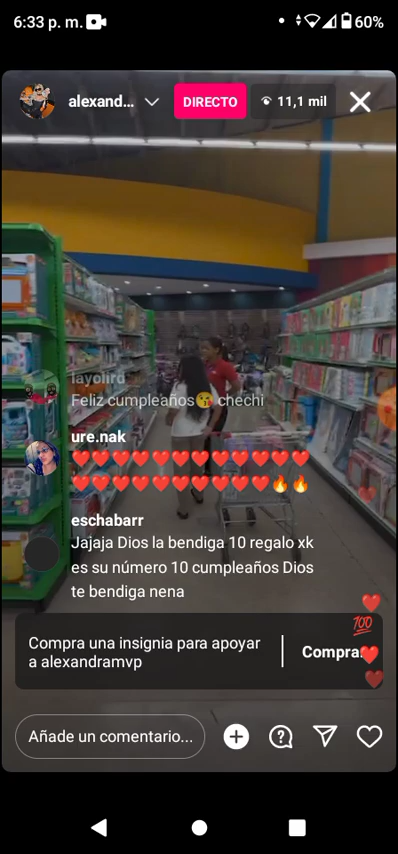 6:33 p. m.
60%
alexand...
DIRECTO
11,1 mil
layolird
Feliz cumpleaños😘 chechi
ure.nak
❤️❤️❤️❤️❤️❤️❤️❤️❤️❤️❤️❤️
❤️❤️❤️❤️❤️❤️❤️❤️❤️❤️🔥🔥
eschabarr
Jajaja Dios la bendiga 10 regalo xk
es su número 10 cumpleaños Dios
te bendiga nena
💯
Compra una insignia para apoyar
a alexandramvp
Compra
Añade un comentario...